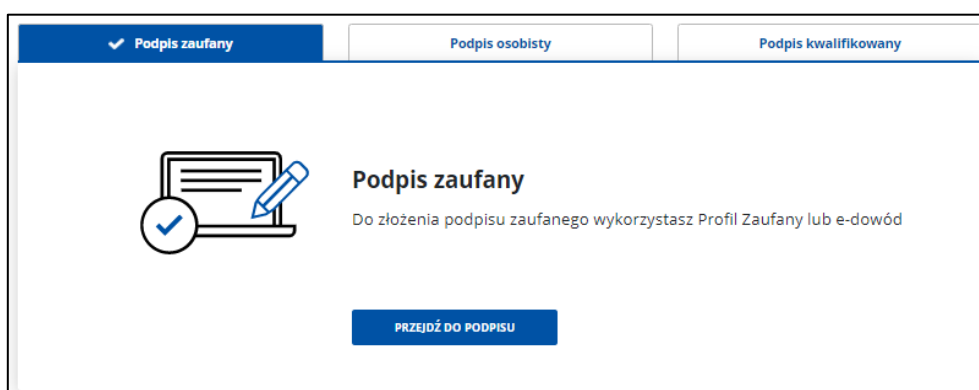 Podpis zaufany
Podpis osobisty
Podpis kwalifikowany
Podpis zaufany
Do złożenia podpisu zaufanego wykorzystasz Profil Zaufany lub e-dowód
PRZEJDŹ DO PODPISU